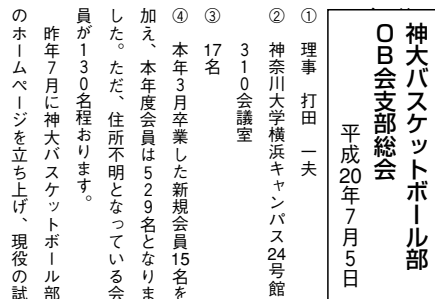 神大バスケットボール部
OB会支部総会
平成20年7月5日
① 理事 打田 一夫
② 神奈川大学横浜キャンパス24号館
310会議室
③ 17名
④ 本年3月卒業した新規会員15名を
加え、本年度会員は529名となりま
した。ただ、住所不明となっている会
員が130名程おります。
昨年7月に神大バスケットボール部
のホームページを立ち上げ、現役の試